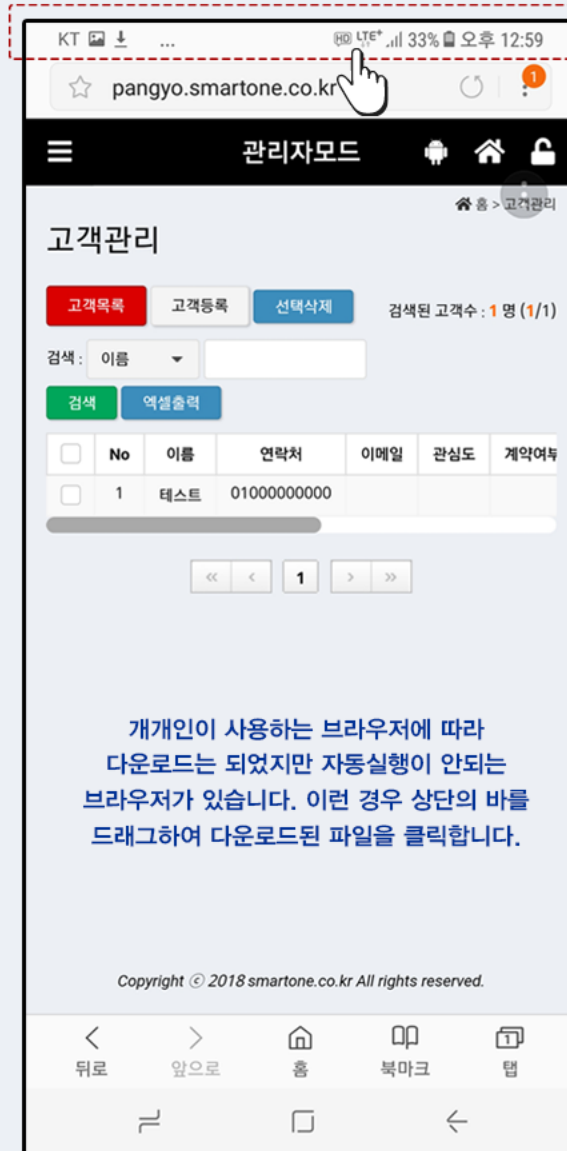 KT ... HD LTE+ 33% 오후 12:59
pangyo.smartone.co.kr 1
관리자모드
홈 > 고객관리
고객관리
고객목록 고객등록 선택삭제 검색된 고객수 : 1 명 (1/1)
검색 : 이름
검색 엑셀출력
No 이름 연락처 이메일 관심도 계약여부
1 테스트 01000000000
« < 1 > »
개개인이 사용하는 브라우저에 따라
다운로드는 되었지만 자동실행이 안되는
브라우저가 있습니다. 이런 경우 상단의 바를
드래그하여 다운로드된 파일을 클릭합니다.
Copyright ⓒ 2018 smartone.co.kr All rights reserved.
뒤로 앞으로 홈 북마크 1 탭